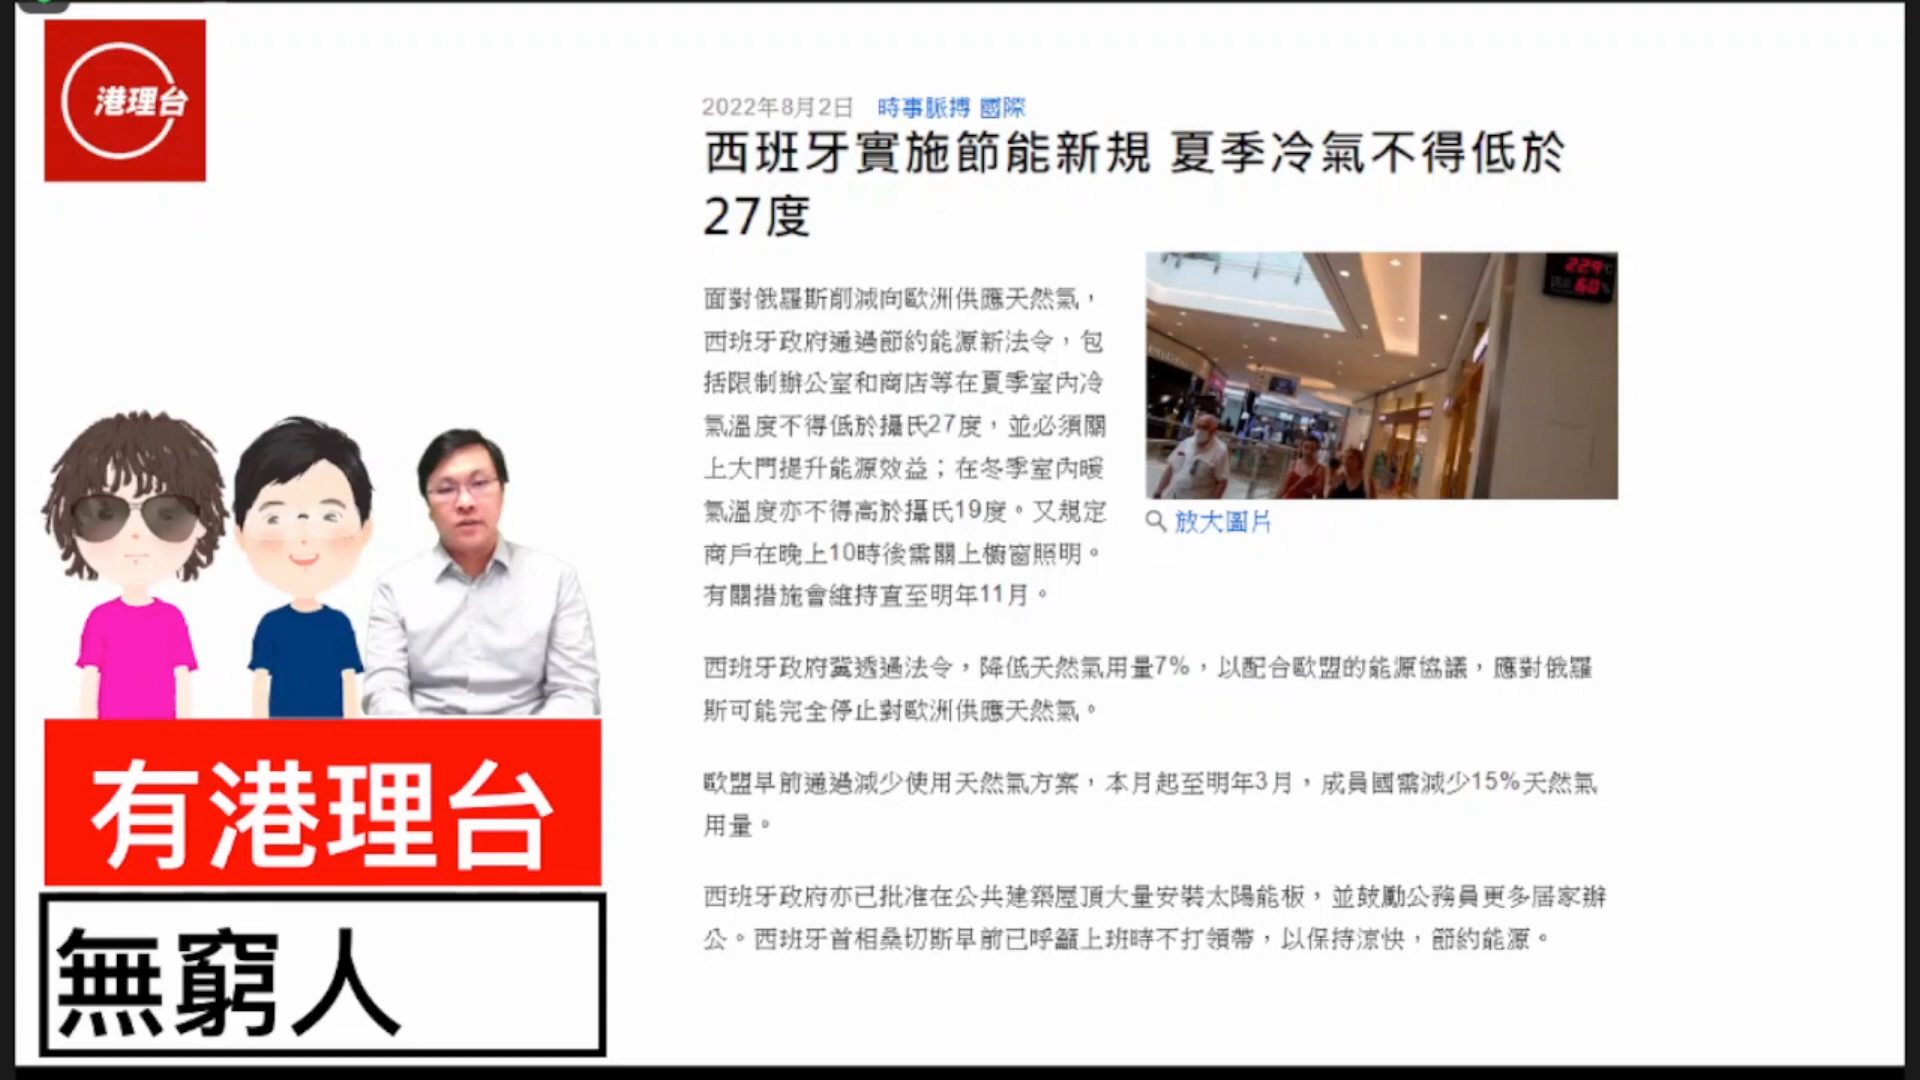 港理台
2022年8月2日 時事脈搏 國際
西班牙實施節能新規 夏季冷氣不得低於
27度
面對俄羅斯削減向歐洲供應天然氣，
西班牙政府通過節約能源新法令，包
括限制辦公室和商店等在夏季室內冷
氣溫度不得低於攝氏27度，並必須關
上大門提升能源效益；在冬季室內暖
氣溫度亦不得高於攝氏19度。又規定
商戶在晚上10時後需關上櫥窗照明。
有關措施會維持直至明年11月。
229
60
放大圖片
西班牙政府冀透過法令，降低天然氣用量7%，以配合歐盟的能源協議，應對俄羅
斯可能完全停止對歐洲供應天然氣。
歐盟早前通過減少使用天然氣方案，本月起至明年3月，成員國需減少15%天然氣
用量。
西班牙政府亦已批准在公共建築屋頂大量安裝太陽能板，並鼓勵公務員更多居家辦
公。西班牙首相桑切斯早前已呼籲上班時不打領帶，以保持涼快，節約能源。
有港理台
無窮人